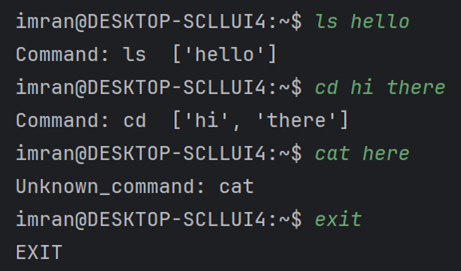 imran@DESKTOP-SCLLUI4:~$ ls hello
Command: ls  ['hello']
imran@DESKTOP-SCLLUI4:~$ cd hi there
Command: cd  ['hi', 'there']
imran@DESKTOP-SCLLUI4:~$ cat here
Unknown_command: cat
imran@DESKTOP-SCLLUI4:~$ exit
EXIT